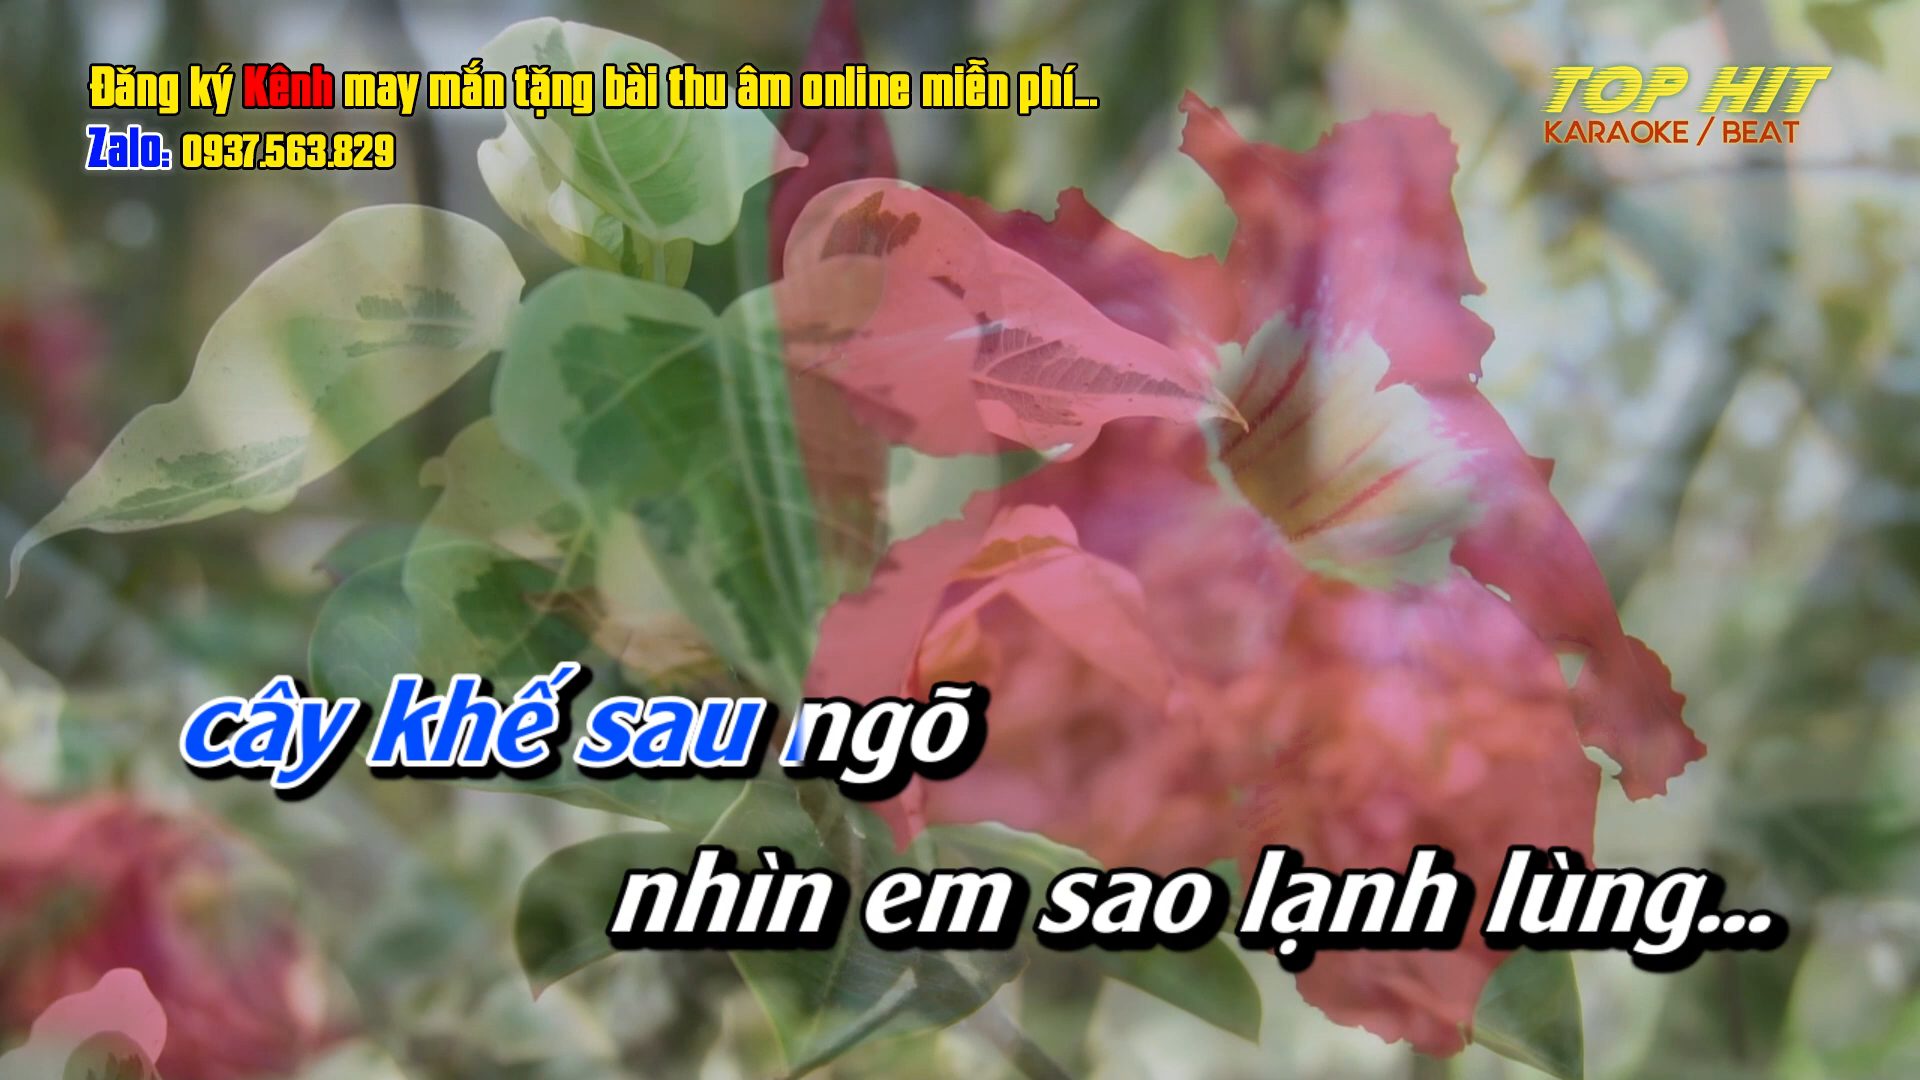 Đăng ký Kênh may mắn tặng bài thu âm online miễn phí...
Zalo: 0937.563.829
TOP HIT
KARAOKE / BEAT
cây khế sau ngõ
nhìn em sao lạnh lùng...